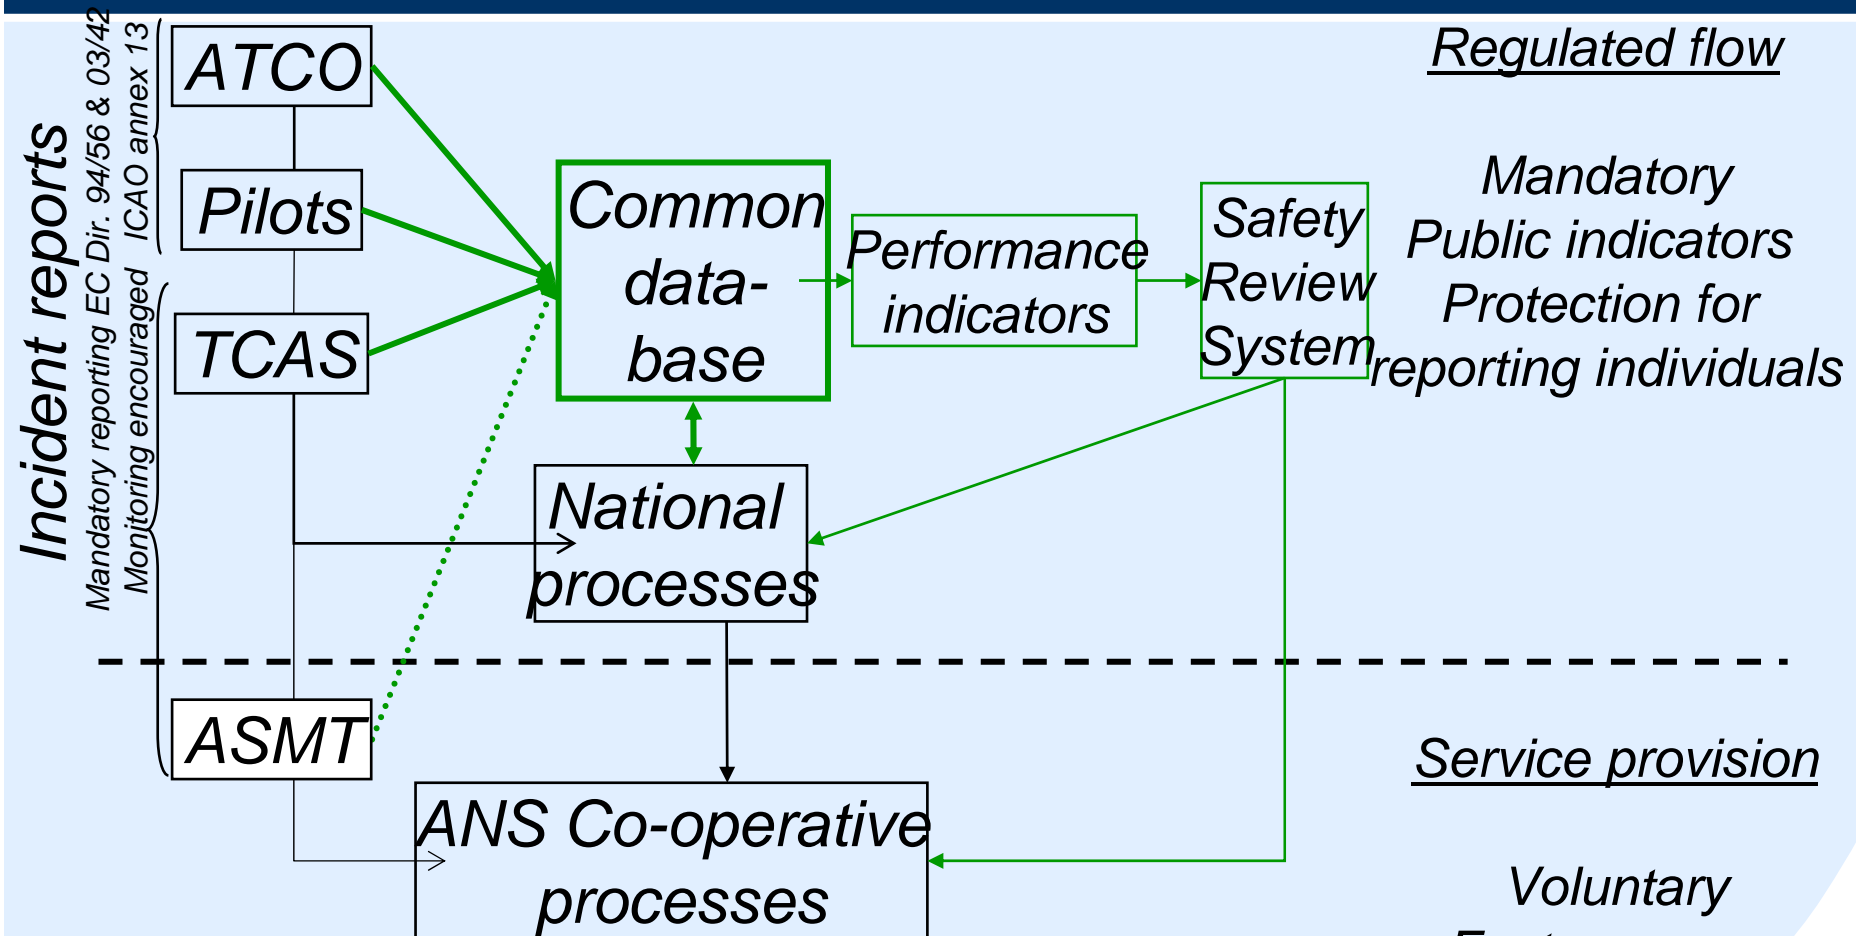 Incident reports
Mandatory reporting EC Dir. 94/56 & 03/42
ICAO annex 13
Monitoring encouraged
ATCO
Pilots
TCAS
ASMT
Common
data-
base
Performance
indicators
Safety
Review
System
National
processes
ANS Co-operative
processes
Regulated flow
Mandatory
Public indicators
Protection for
reporting individuals
Service provision
Voluntary